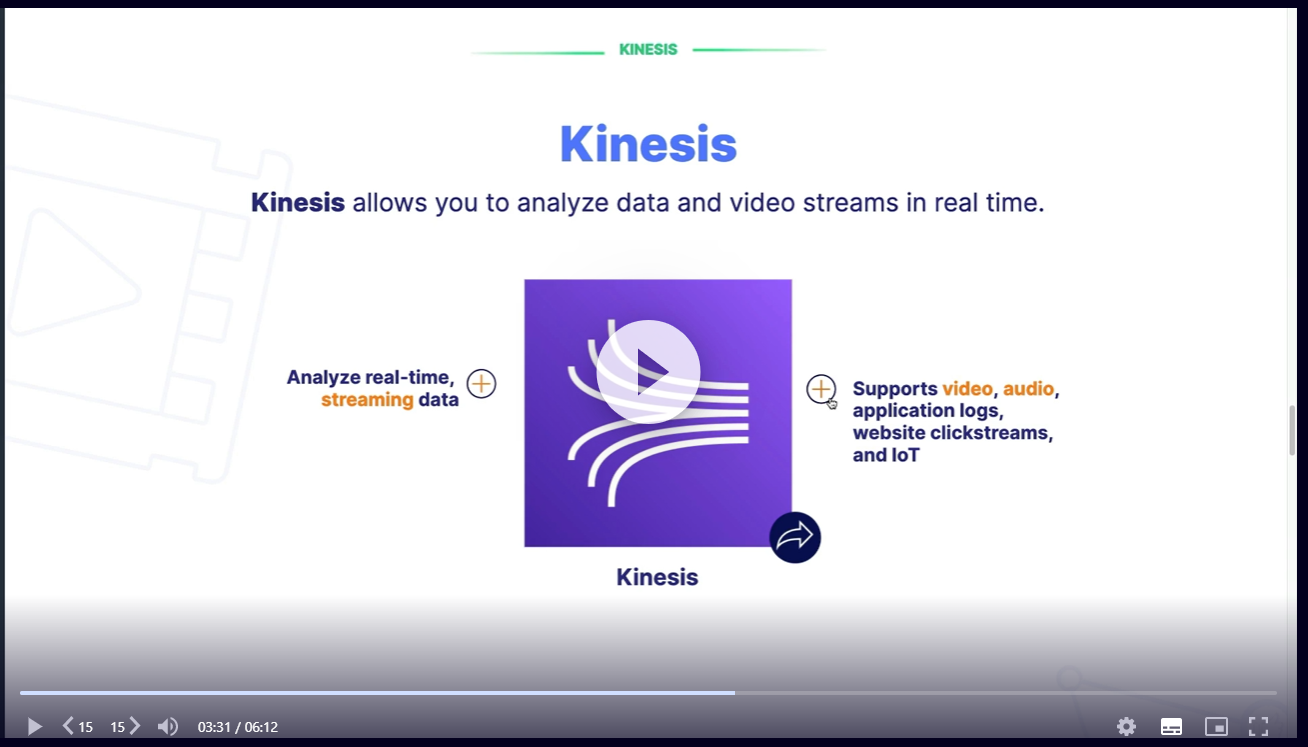 KINESIS
Kinesis
Kinesis allows you to analyze data and video streams in real time.
Analyze real-time,
streaming data
Supports video, audio,
application logs,
website clickstreams,
and IoT
Kinesis
15
15
03:31 / 06:12